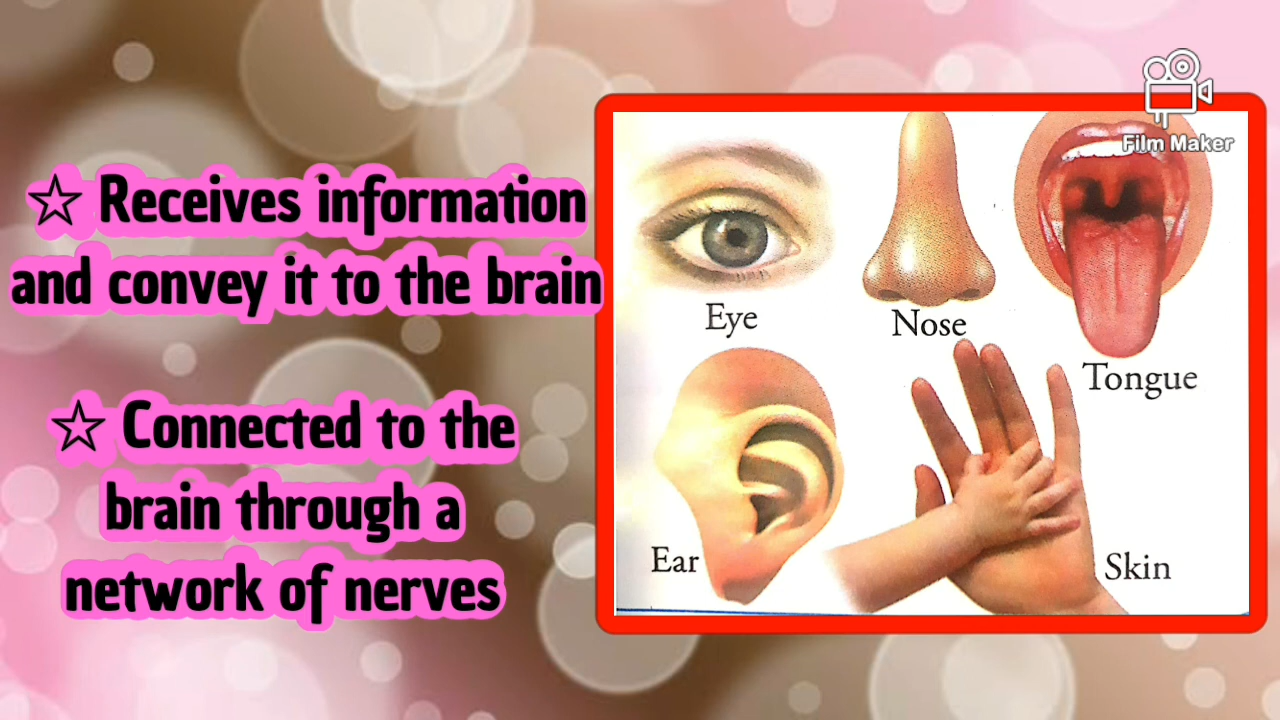 ☆ Receives information
and convey it to the brain
☆ Connected to the
brain through a
network of nerves
Film Maker
Eye
Nose
Tongue
Ear
Skin